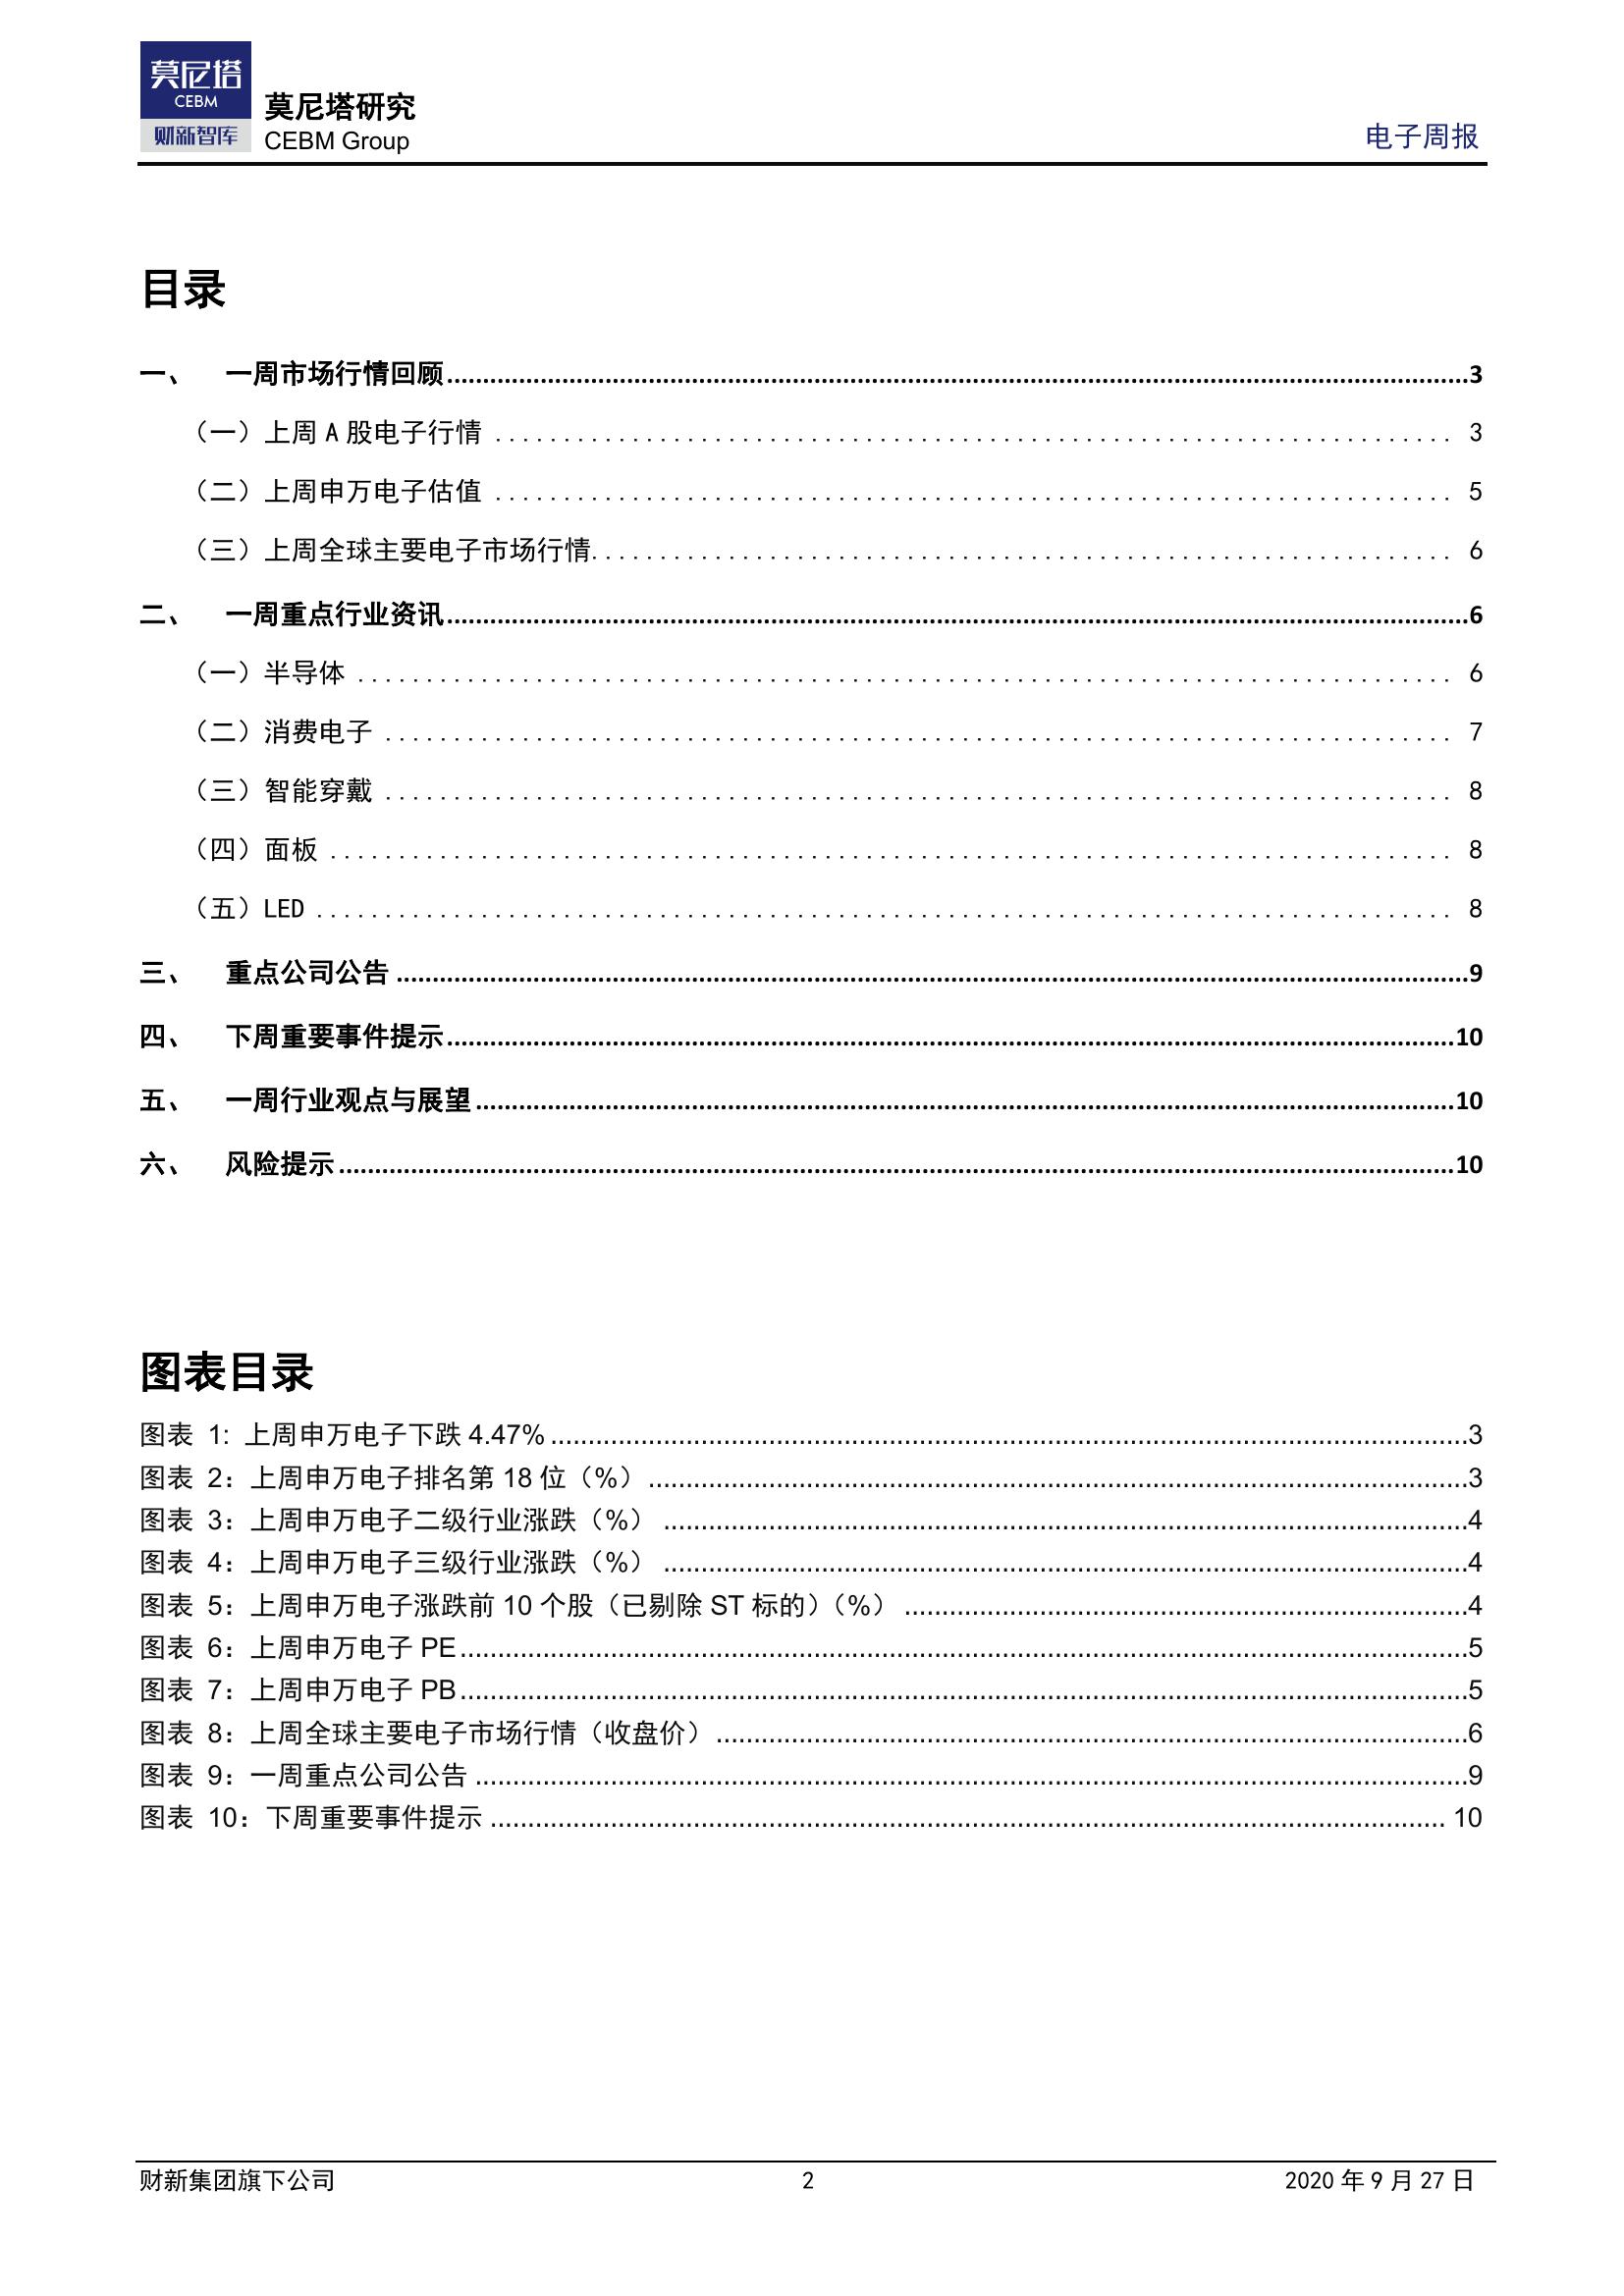 莫尼塔
CEBM
财新智库
莫尼塔研究
CEBM Group
电子周报
目录
一、 一周市场行情回顾 3
（一）上周 A 股电子行情 3
（二）上周申万电子估值 5
（三）上周全球主要电子市场行情 6
二、 一周重点行业资讯 6
（一）半导体 6
（二）消费电子 7
（三）智能穿戴 8
（四）面板 8
（五）LED 8
三、 重点公司公告 9
四、 下周重要事件提示 10
五、 一周行业观点与展望 10
六、 风险提示 10
图表目录
图表 1: 上周申万电子下跌 4.47% 3
图表 2：上周申万电子排名第 18 位（%） 3
图表 3：上周申万电子二级行业涨跌（%） 4
图表 4：上周申万电子三级行业涨跌（%） 4
图表 5：上周申万电子涨跌前 10 个股（已剔除 ST 标的）（%） 4
图表 6：上周申万电子 PE 5
图表 7：上周申万电子 PB 5
图表 8：上周全球主要电子市场行情（收盘价） 6
图表 9：一周重点公司公告 9
图表 10：下周重要事件提示 10
财新集团旗下公司 2 2020 年 9 月 27 日